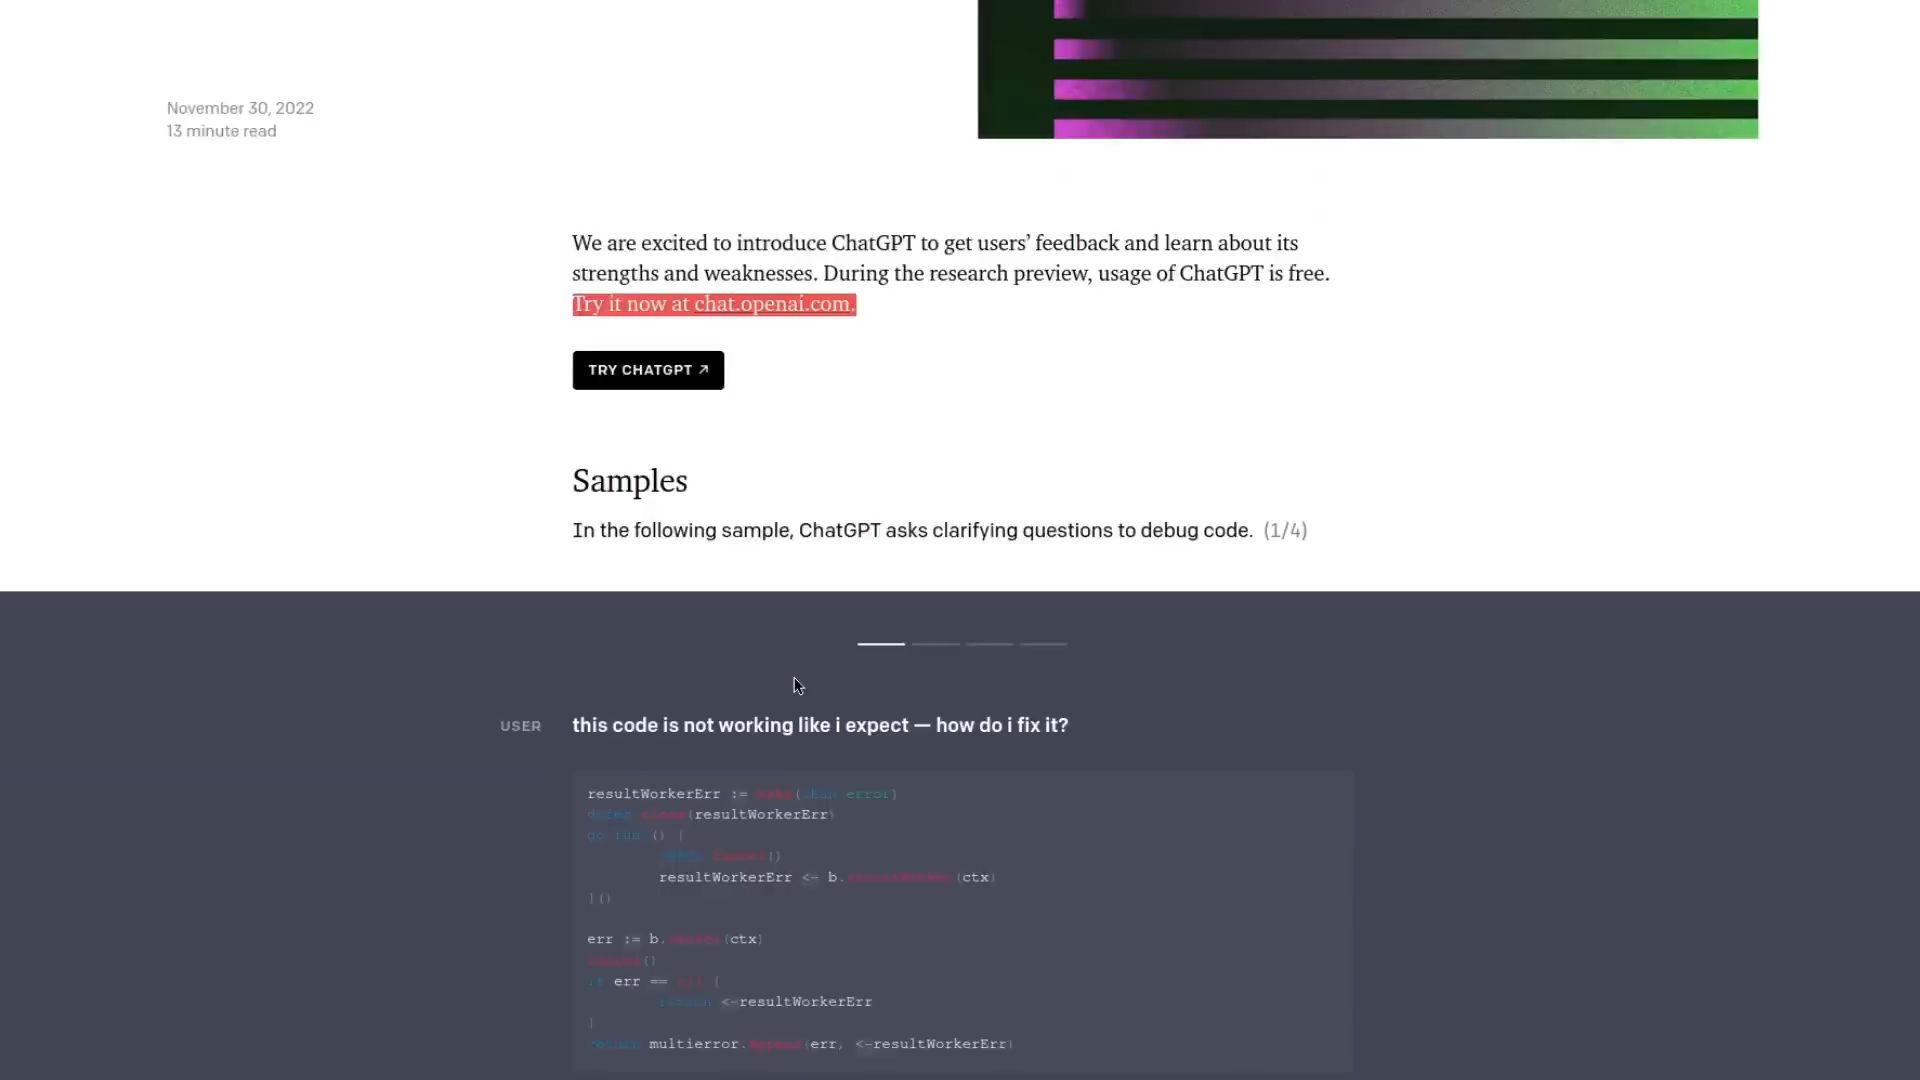 November 30, 2022
13 minute read
We are excited to introduce ChatGPT to get users’ feedback and learn about its
strengths and weaknesses. During the research preview, usage of ChatGPT is free.
Try it now at chat.openai.com.
TRY CHATGPT ↗
Samples
In the following sample, ChatGPT asks clarifying questions to debug code. (1/4)
USER
this code is not working like i expect — how do i fix it?
resultWorkerErr := make(chan error)
defer close(resultWorkerErr)
go
defer cancel()
resultWorkerErr <- b.resultWorker(ctx)
}()
err := b.worker(ctx)
cancel()
if err == nil {
return <-resultWorkerErr
}
return multierror.Append(err, <-resultWorkerErr)